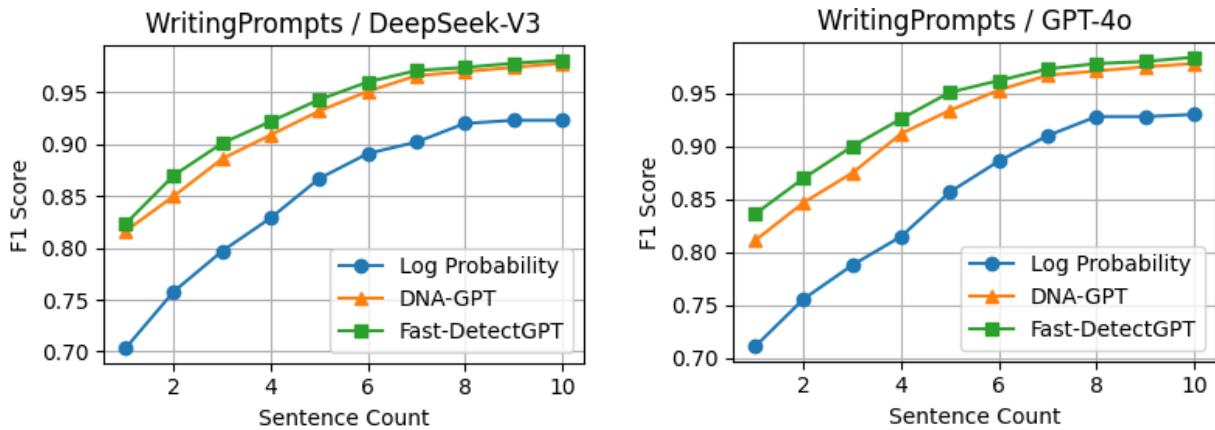 WritingPrompts / DeepSeek-V3
F1 Score
0.95
0.90
0.85
0.80
0.75
0.70
Log Probability
DNA-GPT
Fast-DetectGPT
2 4 6 8 10
Sentence Count
WritingPrompts / GPT-4o
F1 Score
0.95
0.90
0.85
0.80
0.75
0.70
Log Probability
DNA-GPT
Fast-DetectGPT
2 4 6 8 10
Sentence Count